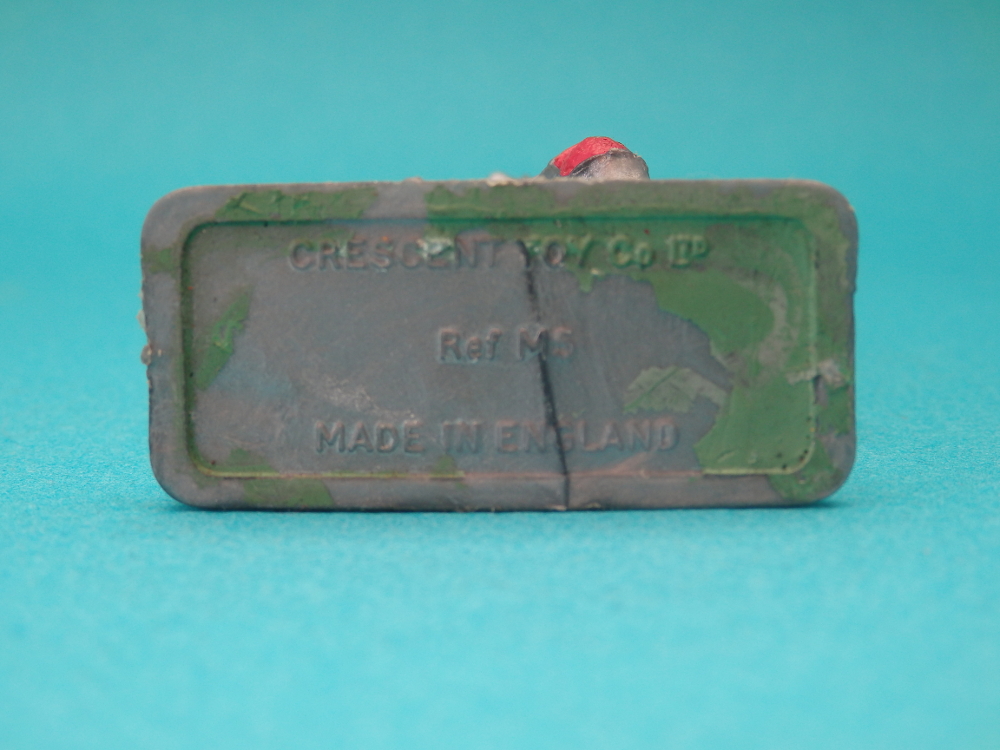 CRESCENT TOY Co LTD
Ref M5
MADE IN ENGLAND